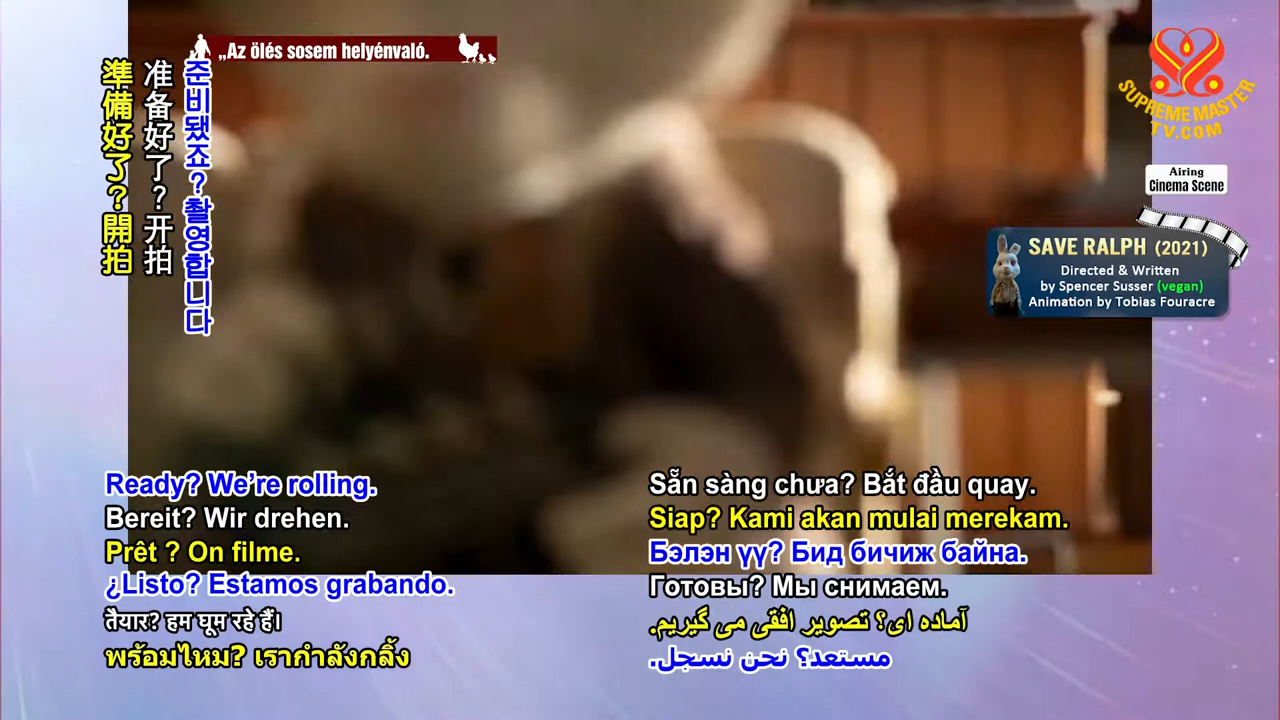 „Az ölés sosem helyénvaló.
SUPREME MASTER
TV.COM
Airing
Cinema Scene
SAVE RALPH (2021)
Directed & Written
by Spencer Susser (vegan)
Animation by Tobias Fouracre
準備好了？開拍
准备好了？开拍
준비됐죠? 촬영합니다
Ready? We're rolling.
Bereit? Wir drehen.
Prêt ? On filme.
¿Listo? Estamos grabando.
तैयार? हम घूम रहे हैं।
พร้อมไหม? เรากำลังกลิ้ง
Sẵn sàng chưa? Bắt đầu quay.
Siap? Kami akan mulai merekam.
Бэлэн үү? Бид бичиж байна.
Готовы? Мы снимаем.
آماده ای؟ تصویر افقی می گیریم.
مستعد؟ نحن نسجل.